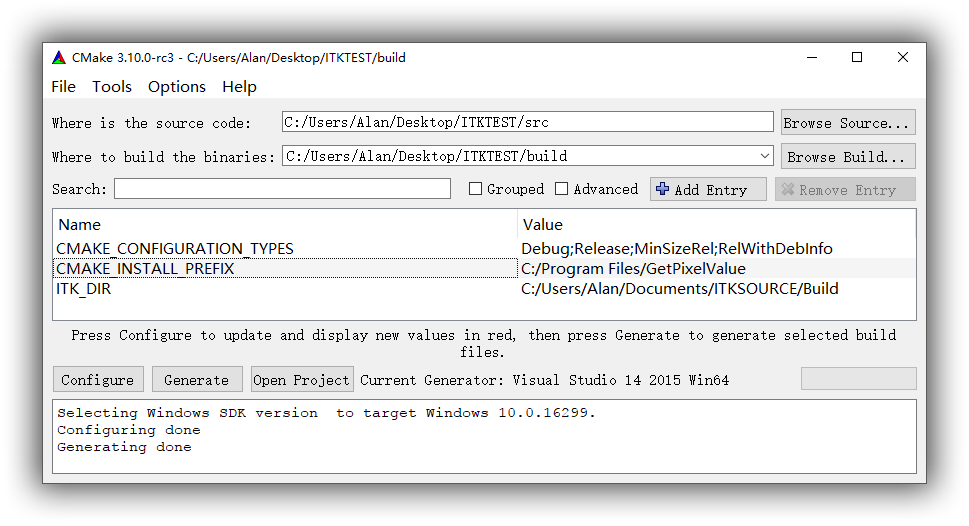 CMake 3.10.0-rc3 - C:/Users/Alan/Desktop/ITKTEST/build
File Tools Options Help
Where is the source code: C:/Users/Alan/Desktop/ITKTEST/src Browse Source...
Where to build the binaries: C:/Users/Alan/Desktop/ITKTEST/build Browse Build...
Search: Grouped Advanced Add Entry Remove Entry
Name Value
CMAKE_CONFIGURATION_TYPES Debug;Release;MinSizeRel;RelWithDebInfo
CMAKE_INSTALL_PREFIX C:/Program Files/GetPixelValue
ITK_DIR C:/Users/Alan/Documents/ITKSOURCE/Build
Press Configure to update and display new values in red, then press Generate to generate selected build
files.
Configure Generate Open Project Current Generator: Visual Studio 14 2015 Win64
Selecting Windows SDK version  to target Windows 10.0.16299.
Configuring done
Generating done